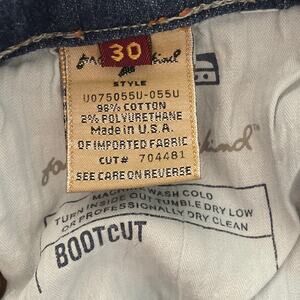 30
STYLE
U075055U-055U
98% COTTON
2% POLYURETHANE
Made in U.S.A.
OF IMPORTED FABRIC
CUT# 704481
SEE CARE ON REVERSE
MACHINE WASH COLD
TURN INSIDE OUT TUMBLE DRY LOW
OR PROFESSIONALLY DRY CLEAN
BOOTCUT